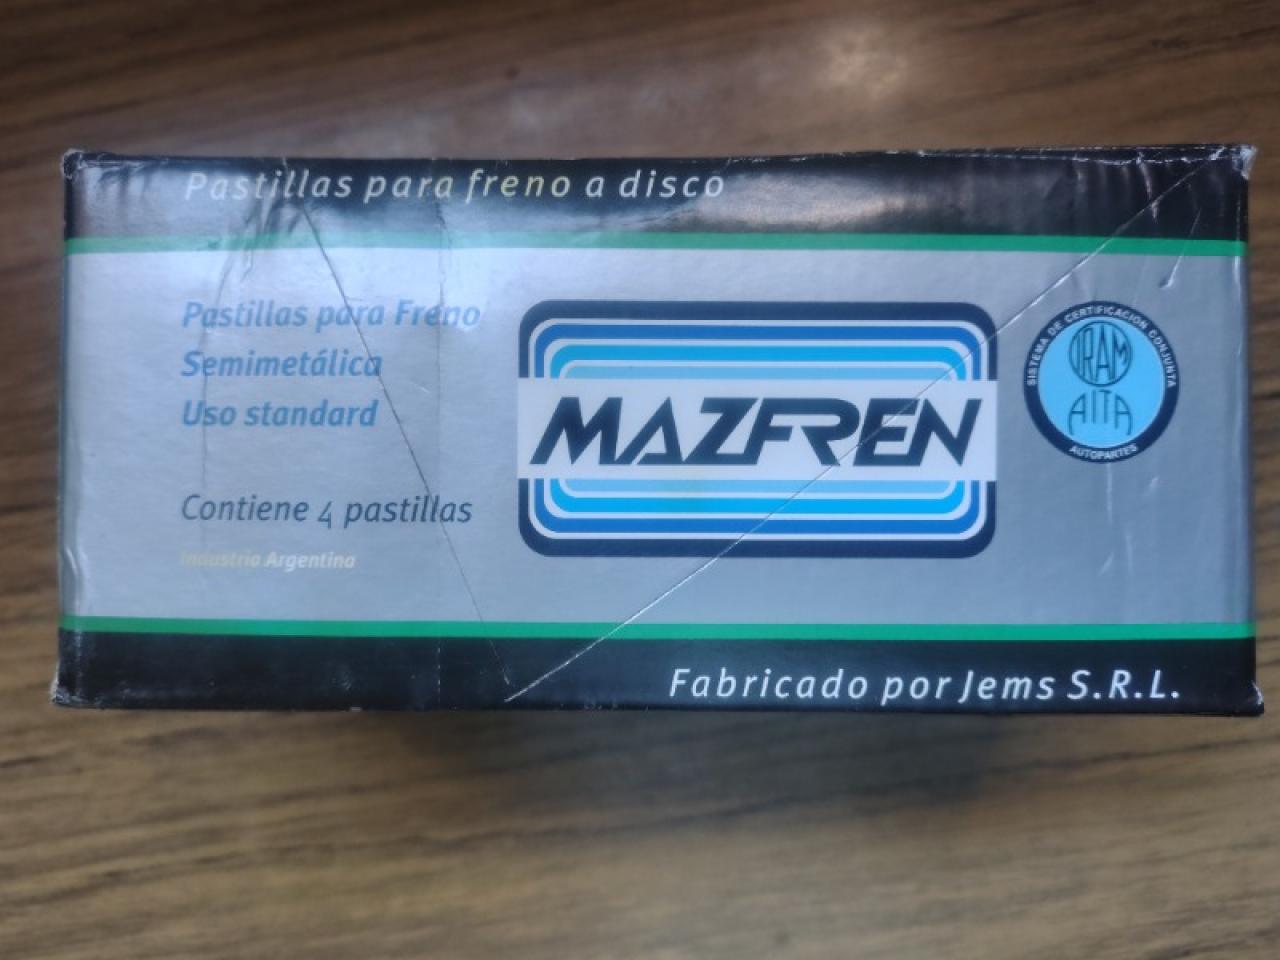 Pastillas para freno a disco
Pastillas para Freno
Semimetálica
Uso standard
Contiene 4 pastillas
Industria Argentina
MAZFREN
SISTEMA DE CERTIFICACION CONJUNTA
IRAM
AITA
AUTOPARTES
Fabricado por Jems S.R.L.